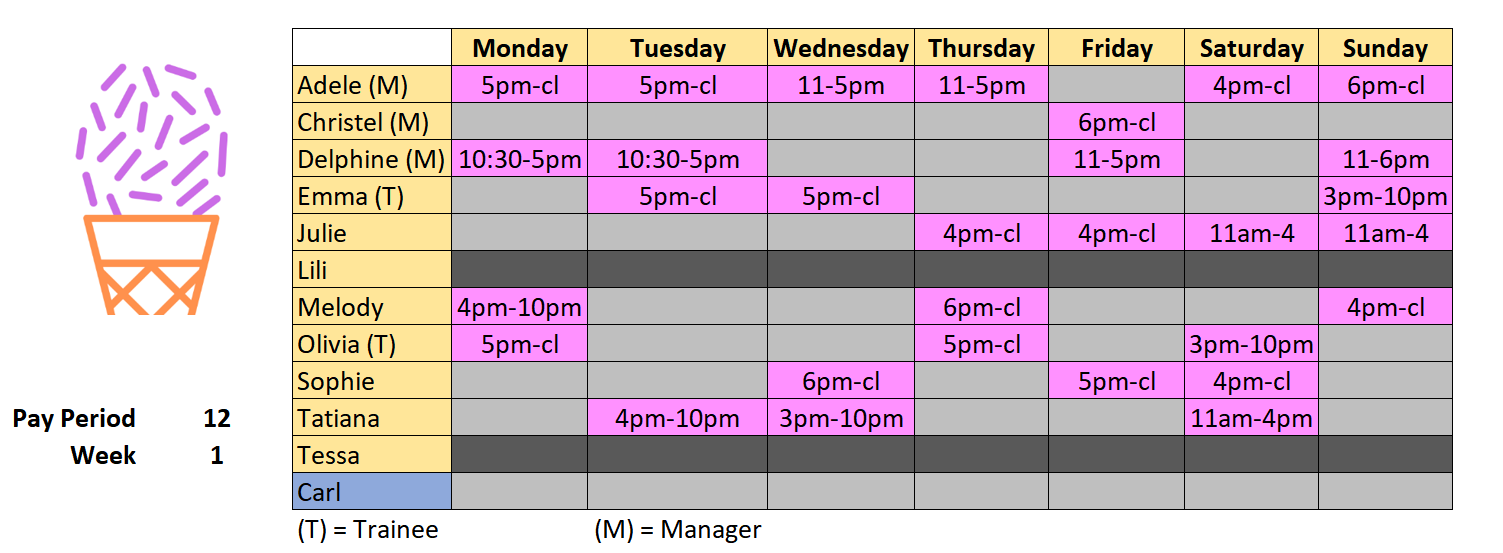 Monday Tuesday Wednesday Thursday Friday Saturday Sunday
Adele (M) 5pm-cl 5pm-cl 11-5pm 11-5pm 4pm-cl 6pm-cl
Christel (M) 6pm-cl
Delphine (M) 10:30-5pm 10:30-5pm 11-5pm 11-6pm
Emma (T) 5pm-cl 5pm-cl 3pm-10pm
Julie 4pm-cl 4pm-cl 11am-4 11am-4
Lili
Melody 4pm-10pm 6pm-cl 4pm-cl
Olivia (T) 5pm-cl 5pm-cl 3pm-10pm
Sophie 6pm-cl 5pm-cl 4pm-cl
Pay Period 12 Tatiana 4pm-10pm 3pm-10pm 11am-4pm
Week 1 Tessa
Carl
(T) = Trainee (M) = Manager